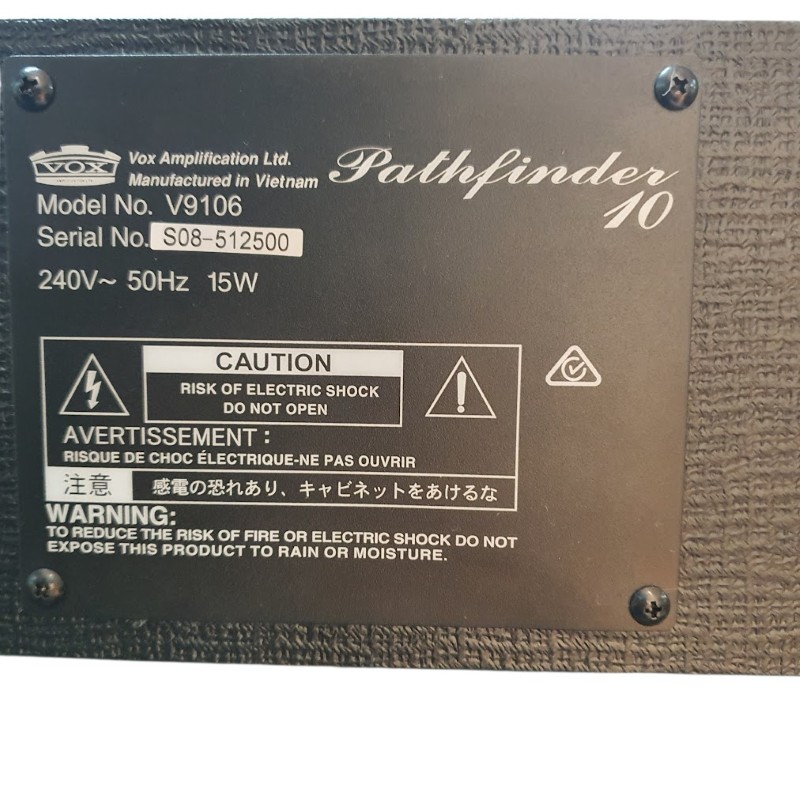 VOX
Vox Amplification Ltd.
Manufactured in Vietnam
Pathfinder
10
Model No. V9106
Serial No. S08-512500
240V~ 50Hz 15W
CAUTION
RISK OF ELECTRIC SHOCK
DO NOT OPEN
AVERTISSEMENT :
RISQUE DE CHOC ÉLECTRIQUE-NE PAS OUVRIR
注意 感電の恐れあり、キャビネットをあけるな
WARNING:
TO REDUCE THE RISK OF FIRE OR ELECTRIC SHOCK DO NOT
EXPOSE THIS PRODUCT TO RAIN OR MOISTURE.